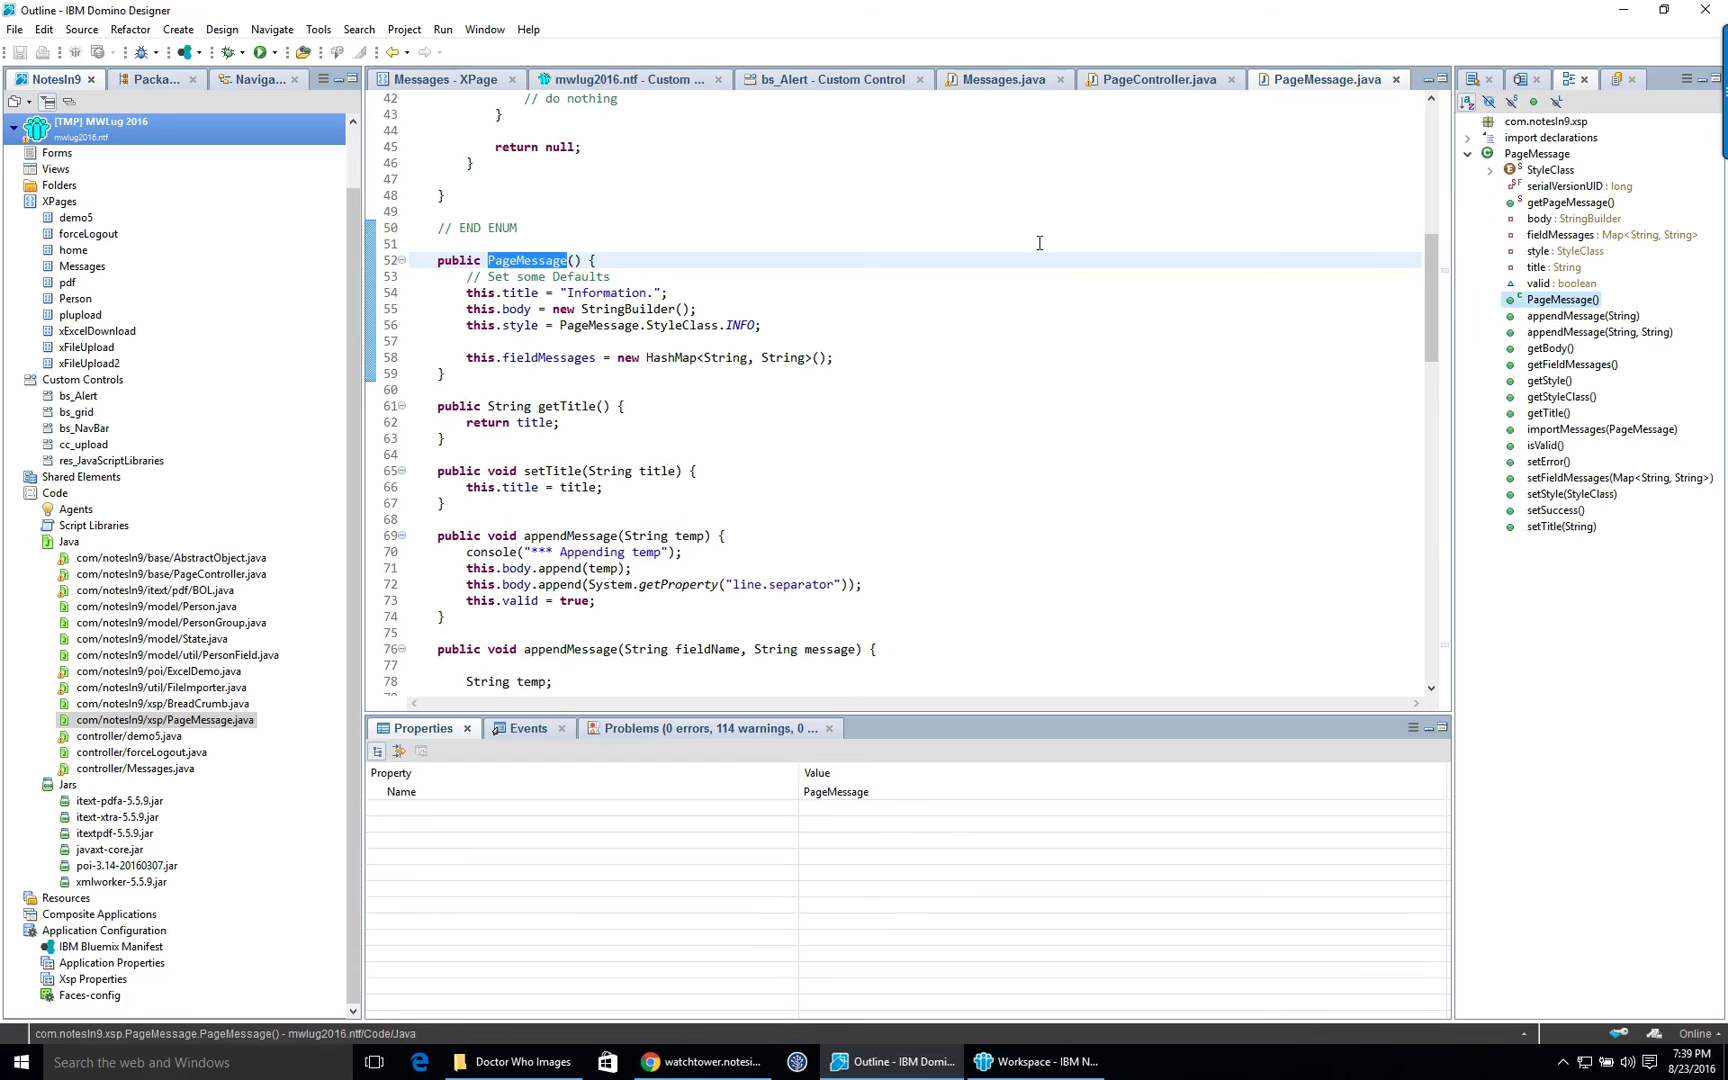 Outline - IBM Domino Designer
File Edit Source Refactor Create Design Navigate Tools Search Project Run Window Help
NotesIn9 Packa... Naviga...
Messages - XPage mwlug2016.ntf - Custom ... bs_Alert - Custom Control Messages.java PageController.java PageMessage.java
[TMP] MWLug 2016
mwlug2016.ntf
Forms
Views
Folders
XPages
demo5
forceLogout
home
Messages
pdf
Person
plupload
xExcelDownload
xFileUpload
xFileUpload2
Custom Controls
bs_Alert
bs_grid
bs_NavBar
cc_upload
res_JavaScriptLibraries
Shared Elements
Code
Agents
Script Libraries
Java
com/notesIn9/base/AbstractObject.java
com/notesIn9/base/PageController.java
com/notesIn9/itext/pdf/BOL.java
com/notesIn9/model/Person.java
com/notesIn9/model/PersonGroup.java
com/notesIn9/model/State.java
com/notesIn9/model/util/PersonField.java
com/notesIn9/poi/ExcelDemo.java
com/notesIn9/util/FileImporter.java
com/notesIn9/xsp/BreadCrumb.java
com/notesIn9/xsp/PageMessage.java
controller/demo5.java
controller/forceLogout.java
controller/Messages.java
Jars
itext-pdfa-5.5.9.jar
itext-xtra-5.5.9.jar
itextpdf-5.5.9.jar
javaxt-core.jar
poi-3.14-20160307.jar
xmlworker-5.5.9.jar
Resources
Composite Applications
Application Configuration
IBM Bluemix Manifest
Application Properties
Xsp Properties
Faces-config
42 // do nothing
43 }
44
45 return null;
46 }
47
48 }
49
50 // END ENUM
51
52 public PageMessage() {
53 // Set some Defaults
54 this.title = "Information.";
55 this.body = new StringBuilder();
56 this.style = PageMessage.StyleClass.INFO;
57
58 this.fieldMessages = new HashMap<String, String>();
59 }
60
61 public String getTitle() {
62 return title;
63 }
64
65 public void setTitle(String title) {
66 this.title = title;
67 }
68
69 public void appendMessage(String temp) {
70 console("*** Appending temp");
71 this.body.append(temp);
72 this.body.append(System.getProperty("line.separator"));
73 this.valid = true;
74 }
75
76 public void appendMessage(String fieldName, String message) {
77
78 String temp;
Properties Events Problems (0 errors, 114 warnings, 0 ...
Property Value
Name PageMessage
com.notesIn9.xsp
import declarations
PageMessage
StyleClass
serialVersionUID : long
getPageMessage()
body : StringBuilder
fieldMessages : Map<String, String>
style : StyleClass
title : String
valid : boolean
PageMessage()
appendMessage(String)
appendMessage(String, String)
getBody()
getFieldMessages()
getStyle()
getStyleClass()
getTitle()
importMessages(PageMessage)
isValid()
setError()
setFieldMessages(Map<String, String>)
setStyle(StyleClass)
setSuccess()
setTitle(String)
com.notesIn9.xsp.PageMessage.PageMessage() - mwlug2016.ntf/Code/Java Online
Search the web and Windows Doctor Who Images watchtower.notesi... Outline - IBM Domi... Workspace - IBM N... 7:39 PM
8/23/2016